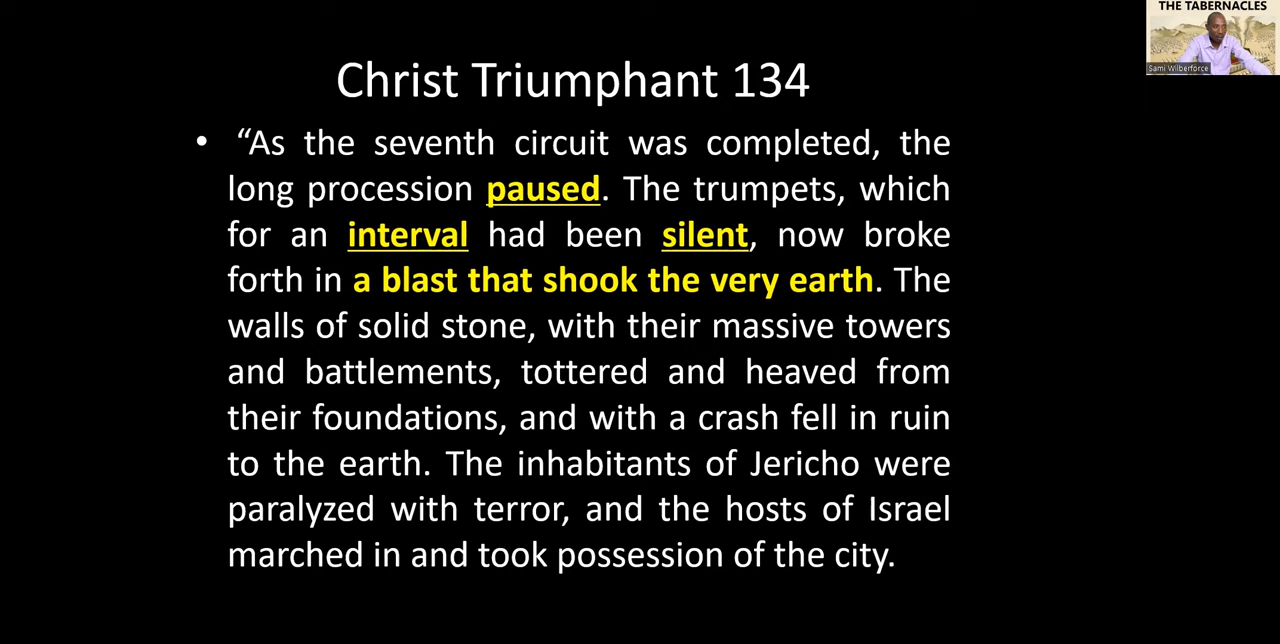 THE TABERNACLES
Sami Wilberforce
Christ Triumphant 134
• “As the seventh circuit was completed, the
long procession paused. The trumpets, which
for an interval had been silent, now broke
forth in a blast that shook the very earth. The
walls of solid stone, with their massive towers
and battlements, tottered and heaved from
their foundations, and with a crash fell in ruin
to the earth. The inhabitants of Jericho were
paralyzed with terror, and the hosts of Israel
marched in and took possession of the city.